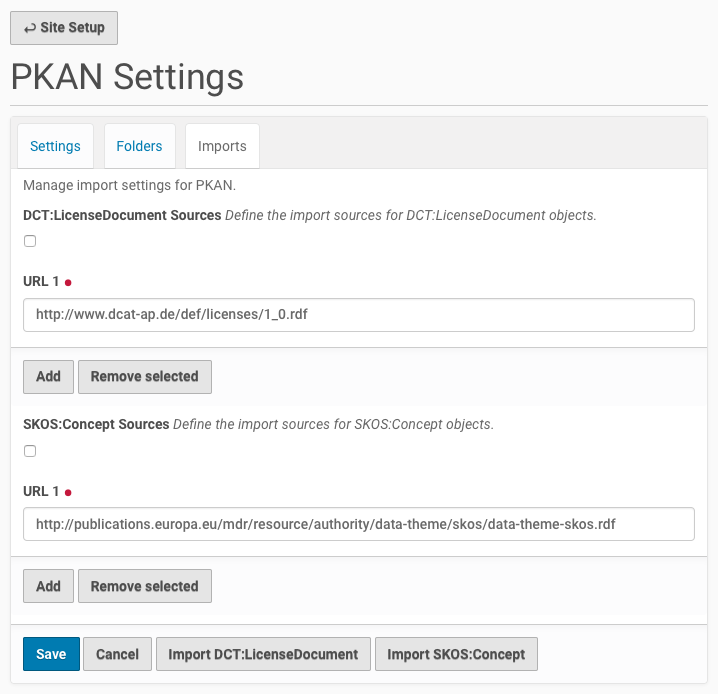 Site Setup
PKAN Settings
Settings Folders Imports
Manage import settings for PKAN.
DCT:LicenseDocument Sources Define the import sources for DCT:LicenseDocument objects.
URL 1
http://www.dcat-ap.de/def/licenses/1_0.rdf
Add Remove selected
SKOS:Concept Sources Define the import sources for SKOS:Concept objects.
URL 1
http://publications.europa.eu/mdr/resource/authority/data-theme/skos/data-theme-skos.rdf
Add Remove selected
Save Cancel Import DCT:LicenseDocument Import SKOS:Concept